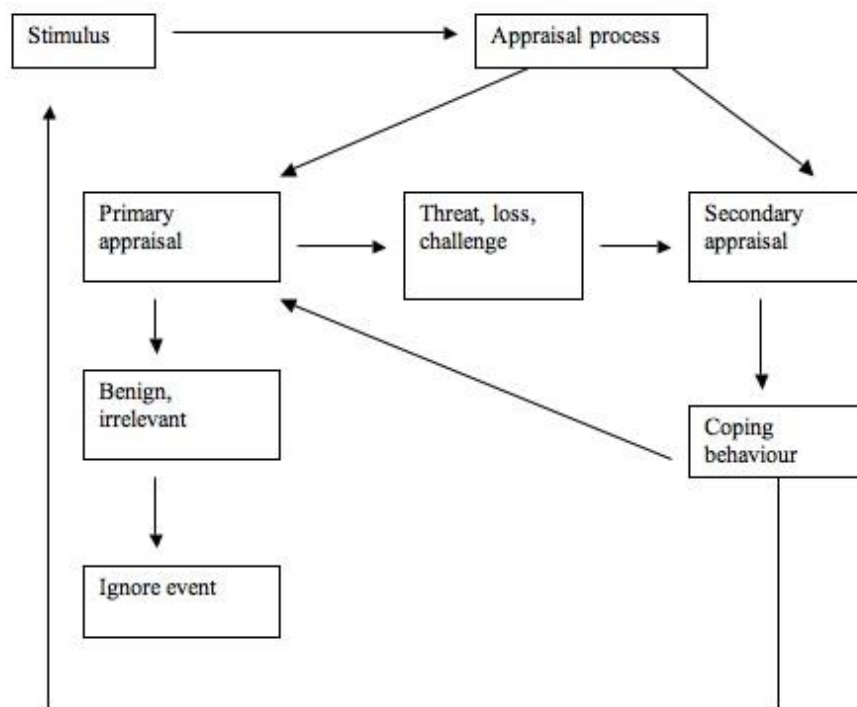 Stimulus
Appraisal process
Primary
appraisal
Threat, loss,
challenge
Secondary
appraisal
Benign,
irrelevant
Coping
behaviour
Ignore event